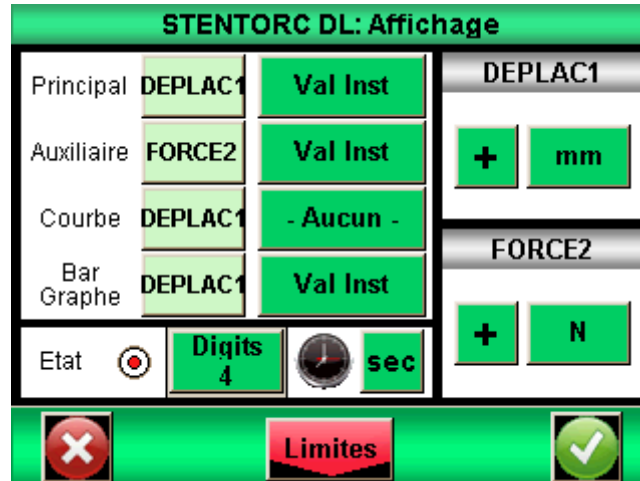 STENTORC DL: Affichage
Principal DEPLAC1 Val Inst
Auxiliaire FORCE2 Val Inst
Courbe DEPLAC1 - Aucun -
Bar
Graphe DEPLAC1 Val Inst
Etat Digits
4 sec
DEPLAC1
+ mm
FORCE2
+ N
Limites